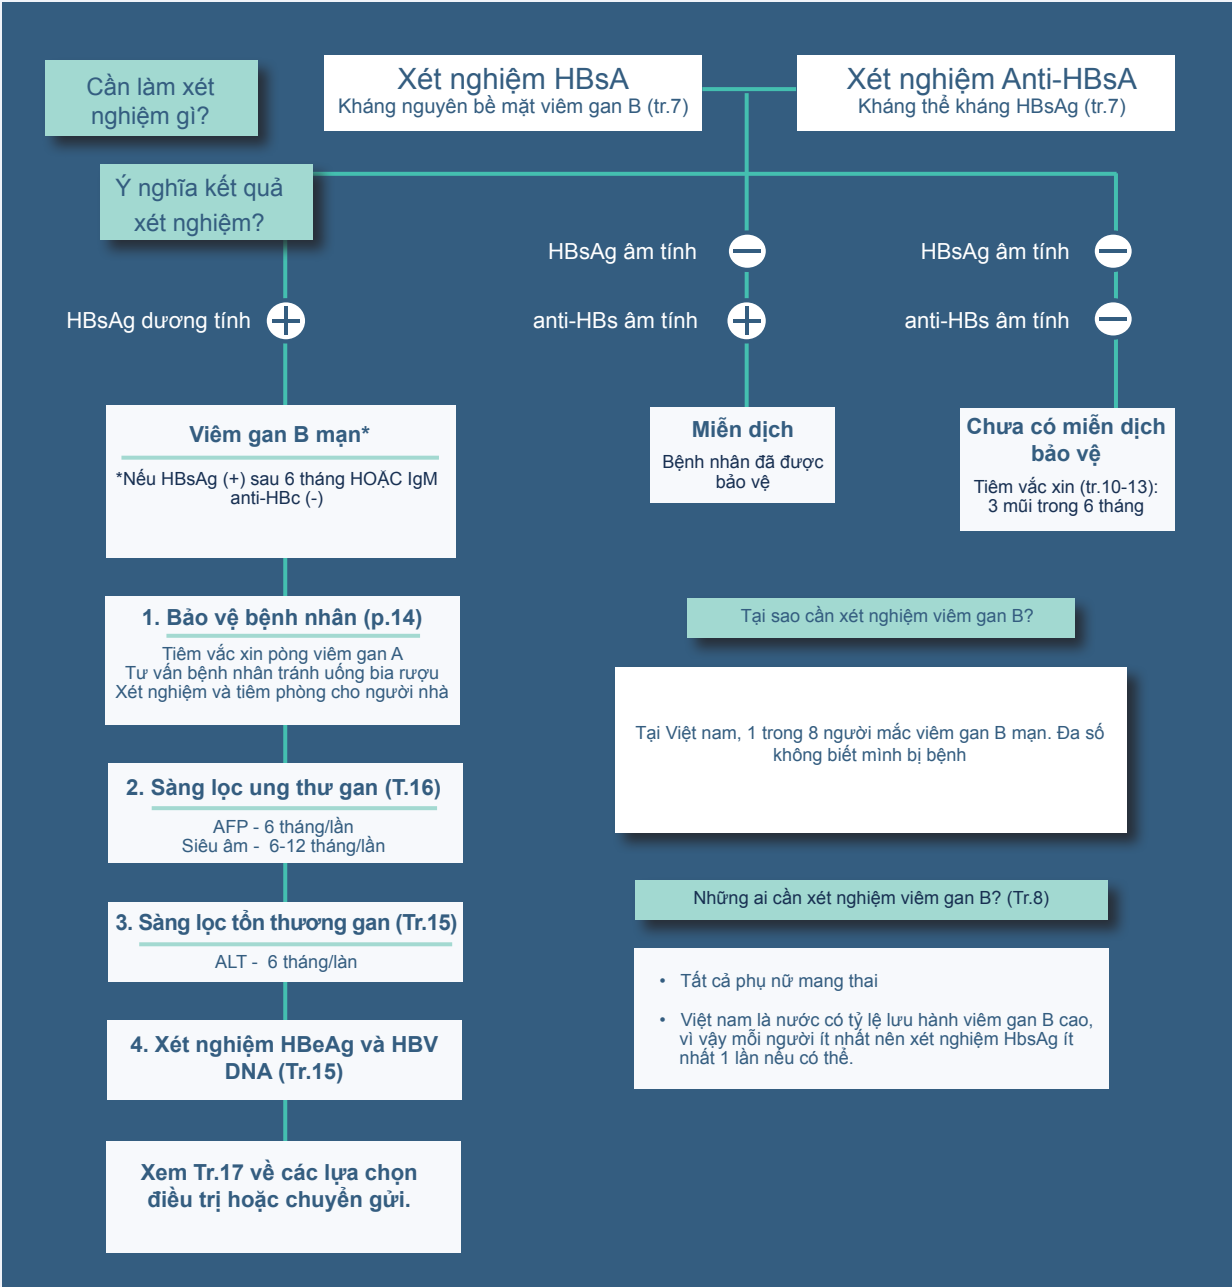 Cần làm xét
nghiệm gì?
Xét nghiệm HBsA
Kháng nguyên bề mặt viêm gan B (tr.7)
Xét nghiệm Anti-HBsA
Kháng thể kháng HBsAg (tr.7)
Ý nghĩa kết quả
xét nghiệm?
HBsAg dương tính
HBsAg âm tính
anti-HBs âm tính
HBsAg âm tính
anti-HBs âm tính
Viêm gan B mạn*
*Nếu HBsAg (+) sau 6 tháng HOẶC IgM
anti-HBc (-)
Miễn dịch
Bệnh nhân đã được
bảo vệ
Chưa có miễn dịch
bảo vệ
Tiêm vắc xin (tr.10-13):
3 mũi trong 6 tháng
1. Bảo vệ bệnh nhân (p.14)
Tiêm vắc xin pòng viêm gan A
Tư vấn bệnh nhân tránh uống bia rượu
Xét nghiệm và tiêm phòng cho người nhà
2. Sàng lọc ung thư gan (T.16)
AFP - 6 tháng/lần
Siêu âm - 6-12 tháng/lần
3. Sàng lọc tổn thương gan (Tr.15)
ALT - 6 tháng/làn
4. Xét nghiệm HBeAg và HBV
DNA (Tr.15)
Xem Tr.17 về các lựa chọn
điều trị hoặc chuyển gửi.
Tại sao cần xét nghiệm viêm gan B?
Tại Việt nam, 1 trong 8 người mắc viêm gan B mạn. Đa số
không biết mình bị bệnh
Những ai cần xét nghiệm viêm gan B? (Tr.8)
• Tất cả phụ nữ mang thai
• Việt nam là nước có tỷ lệ lưu hành viêm gan B cao,
vì vậy mỗi người ít nhất nên xét nghiệm HbsAg ít
nhất 1 lần nếu có thể.